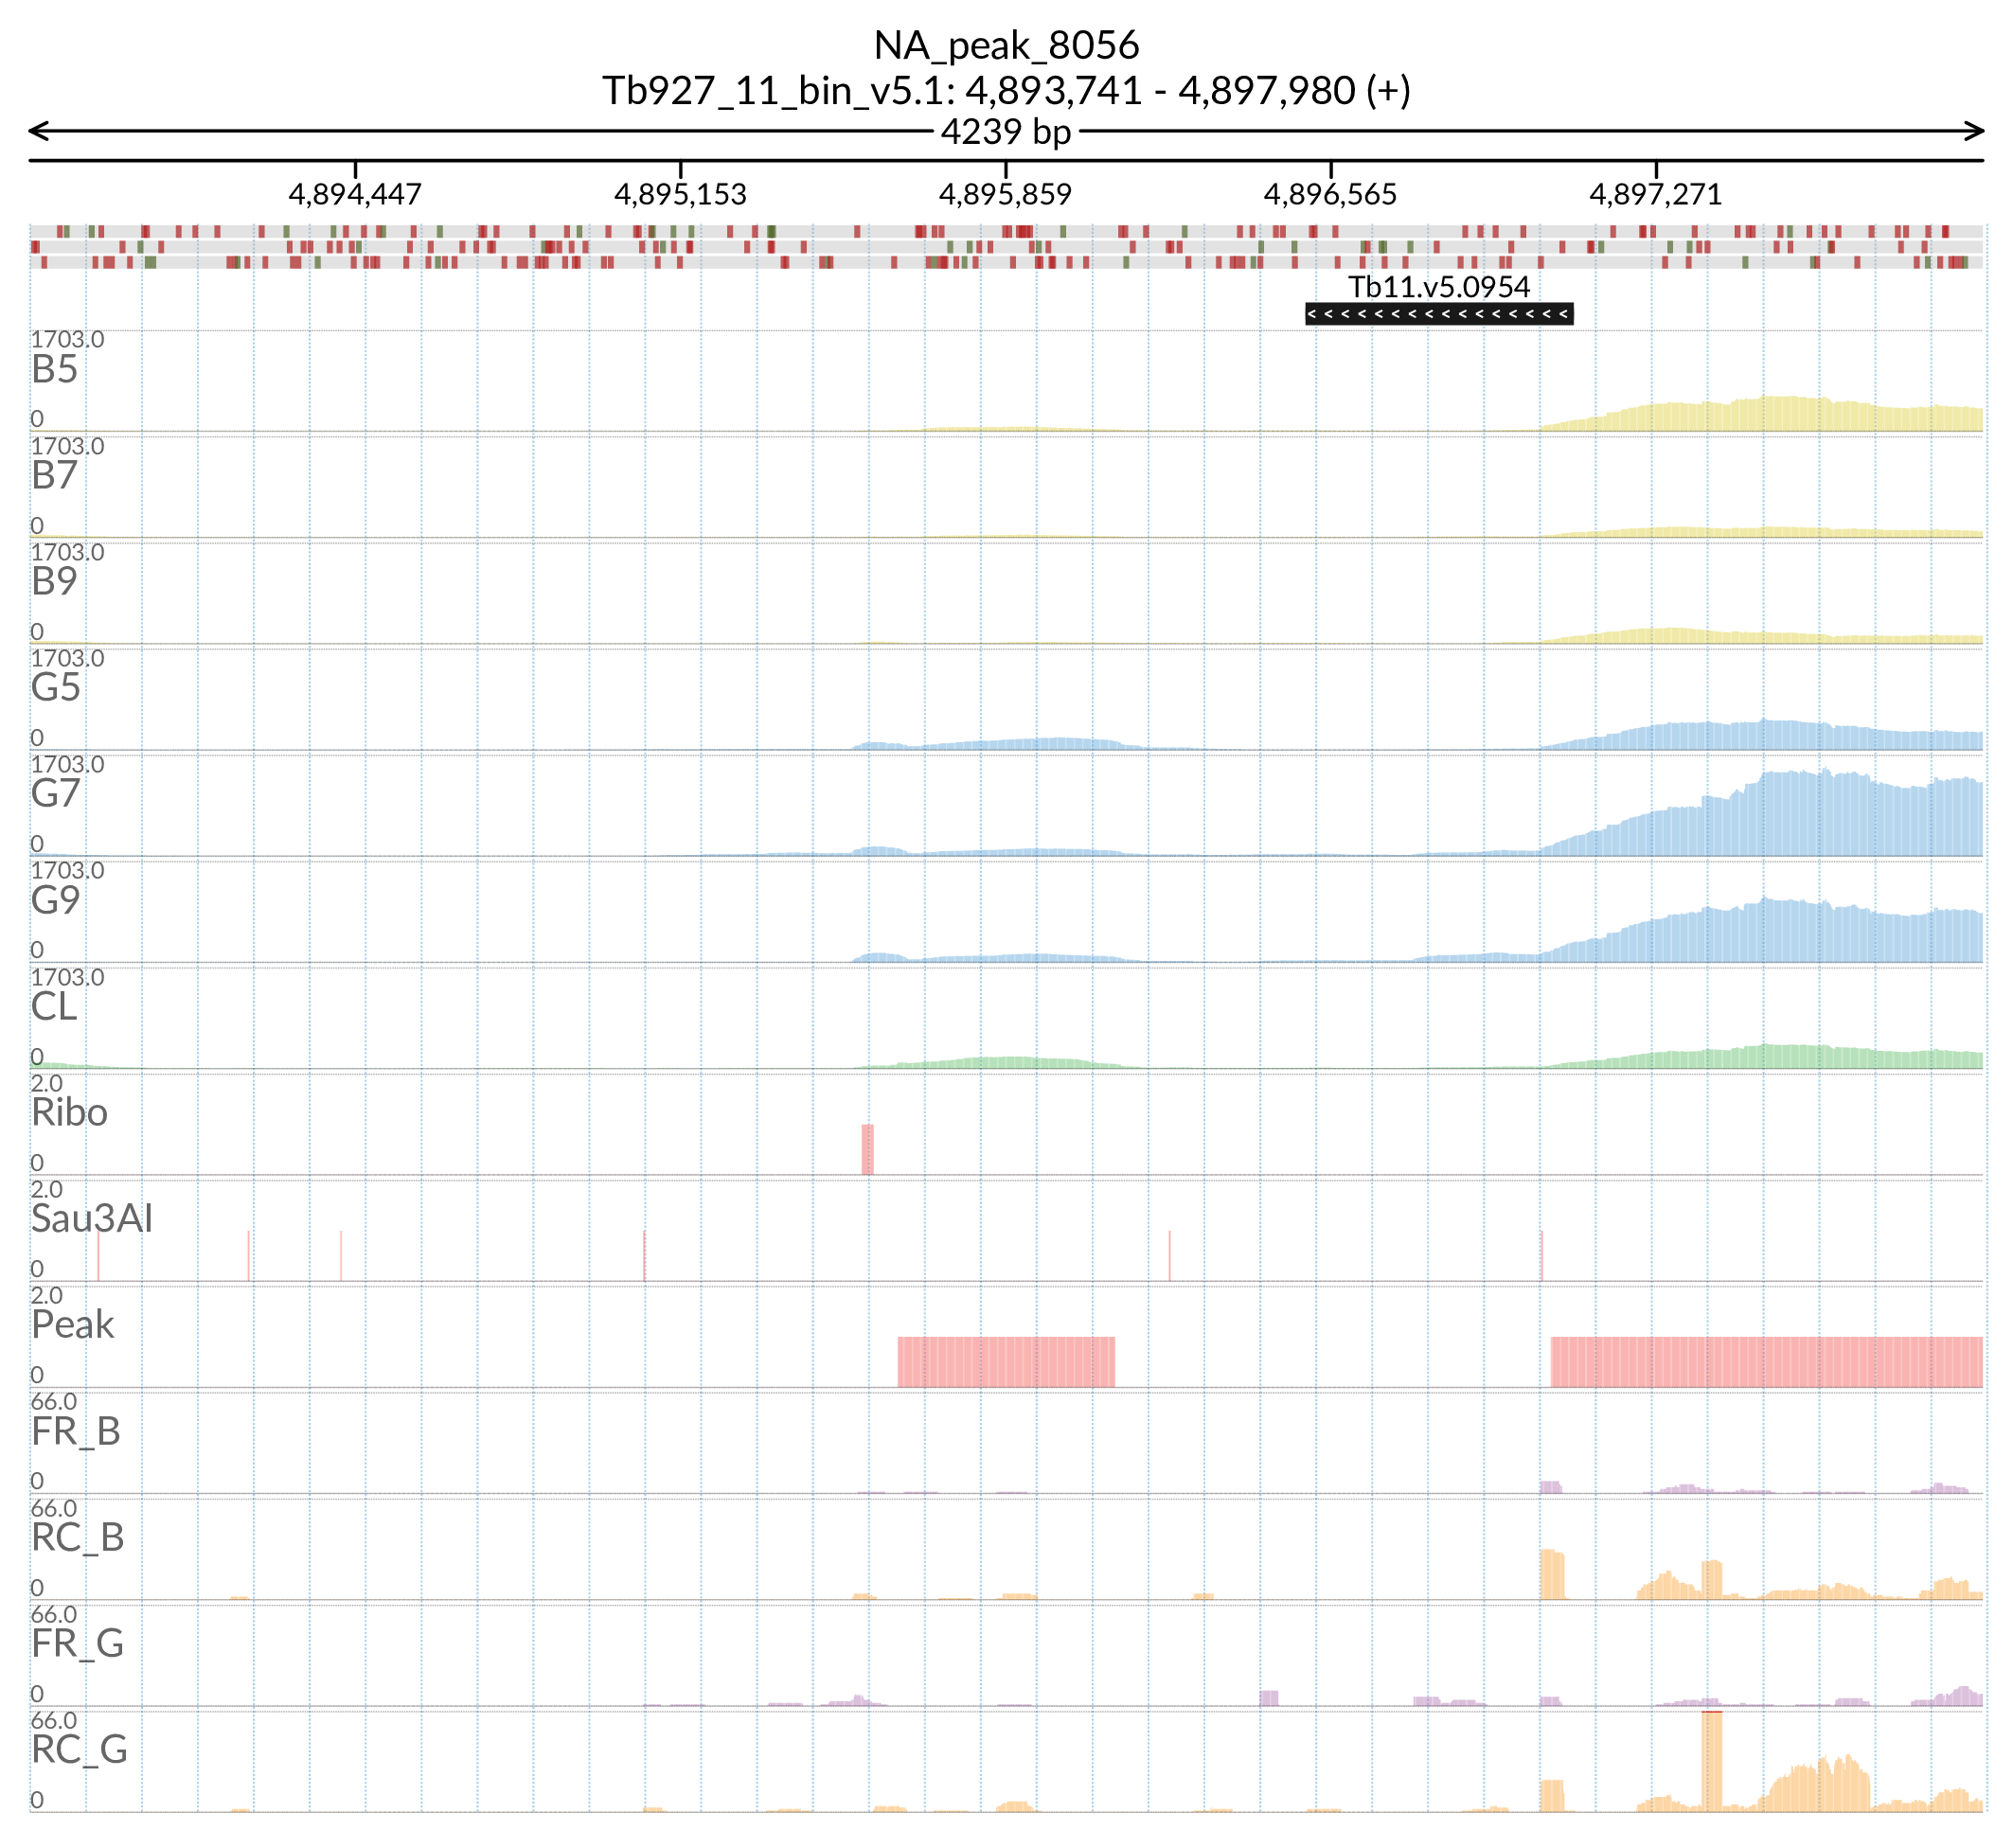 NA_peak_8056
Tb927_11_bin_v5.1: 4,893,741 - 4,897,980 (+)
4239 bp
4,894,447 4,895,153 4,895,859 4,896,565 4,897,271
Tb11.v5.0954
1703.0
B5
0
1703.0
B7
0
1703.0
B9
0
1703.0
G5
0
1703.0
G7
0
1703.0
G9
0
1703.0
CL
0
2.0
Ribo
0
2.0
Sau3AI
0
2.0
Peak
0
66.0
FR_B
0
66.0
RC_B
0
66.0
FR_G
0
66.0
RC_G
0